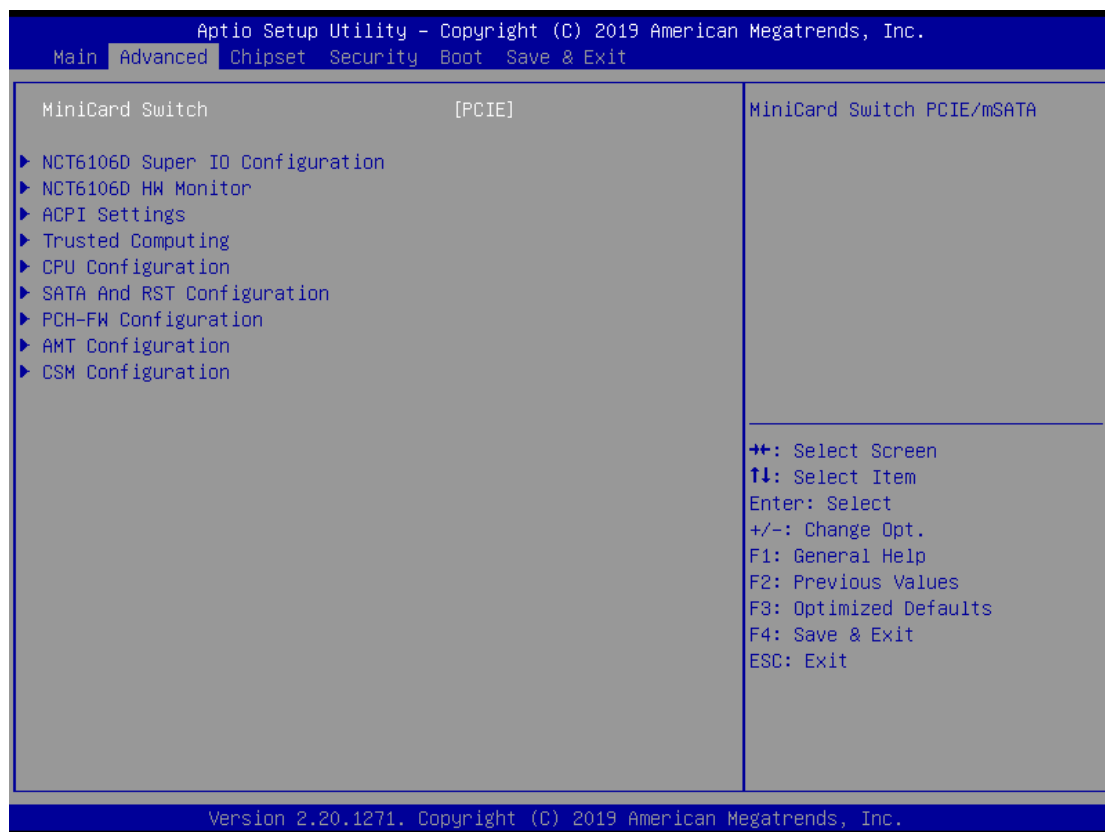 Aptio Setup Utility – Copyright (C) 2019 American Megatrends, Inc.
Main Advanced Chipset Security Boot Save & Exit
MiniCard Switch [PCIE]
NCT6106D Super IO Configuration
NCT6106D HW Monitor
ACPI Settings
Trusted Computing
CPU Configuration
SATA And RST Configuration
PCH-FW Configuration
AMT Configuration
CSM Configuration
MiniCard Switch PCIE/mSATA
→←: Select Screen
↑↓: Select Item
Enter: Select
+/-: Change Opt.
F1: General Help
F2: Previous Values
F3: Optimized Defaults
F4: Save & Exit
ESC: Exit
Version 2.20.1271. Copyright (C) 2019 American Megatrends, Inc.